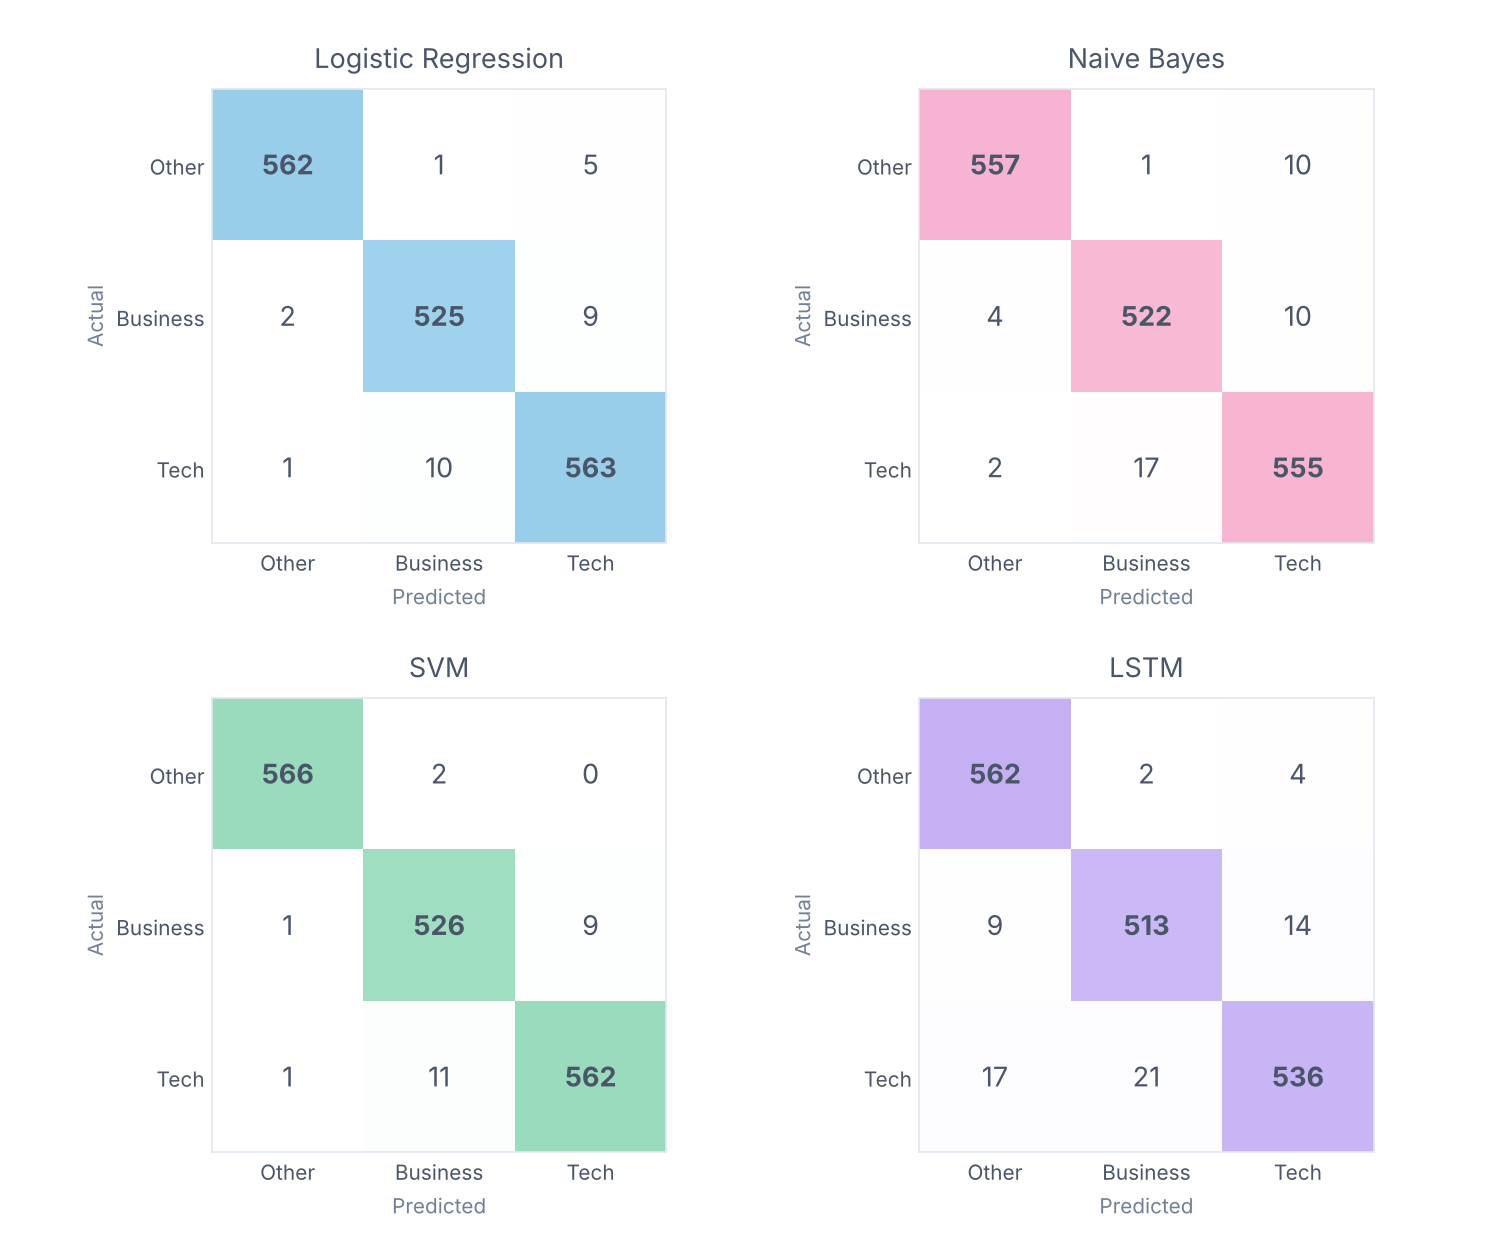 Logistic Regression
Other 562 1 5
Actual
Business 2 525 9
Tech 1 10 563
Other Business Tech
Predicted
Naive Bayes
Other 557 1 10
Actual
Business 4 522 10
Tech 2 17 555
Other Business Tech
Predicted
SVM
Other 566 2 0
Actual
Business 1 526 9
Tech 1 11 562
Other Business Tech
Predicted
LSTM
Other 562 2 4
Actual
Business 9 513 14
Tech 17 21 536
Other Business Tech
Predicted